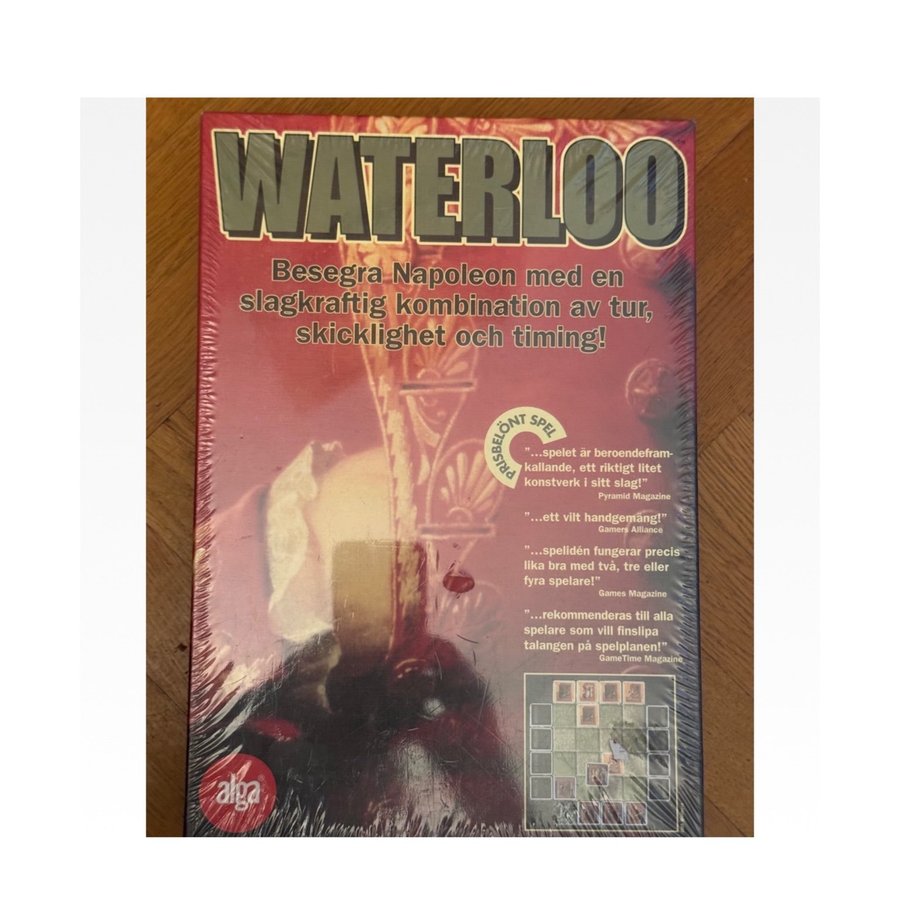 WATERLOO
Besegra Napoleon med en
slagkraftig kombination av tur,
skicklighet och timing!
PRISBELÖNT SPEL
"...spelet är beroendefram-
kallande, ett riktigt litet
konstverk i sitt slag!"
Pyramid Magazine
"...ett vilt handgemäng!"
Gamers Alliance
"...spelidén fungerar precis
lika bra med två, tre eller
fyra spelare!"
Games Magazine
"...rekommenderas till alla
spelare som vill finslipa
talangen på spelplanen!"
GameTime Magazine
alga®